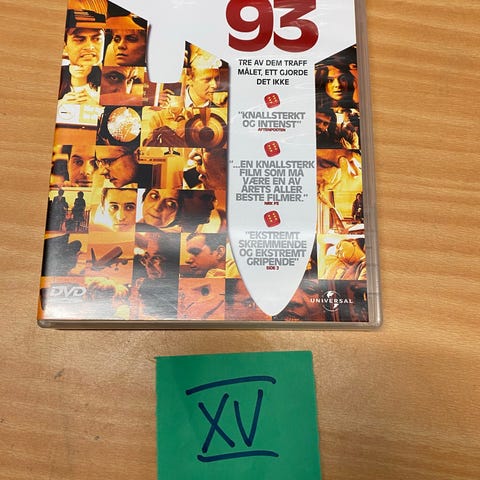 93
TRE AV DEM TRAFF
MÅLET, ETT GJORDE
DET IKKE
"KNALLSTERKT
OG INTENST"
AFTENPOSTEN
"...EN KNALLSTERK
FILM SOM MÅ
VÆRE EN AV
ÅRETS ALLER
BESTE FILMER."
NRK P3
"EKSTREMT
SKREMMENDE
OG EKSTREMT
GRIPENDE"
SIDE 3
DVD
UNIVERSAL
XV